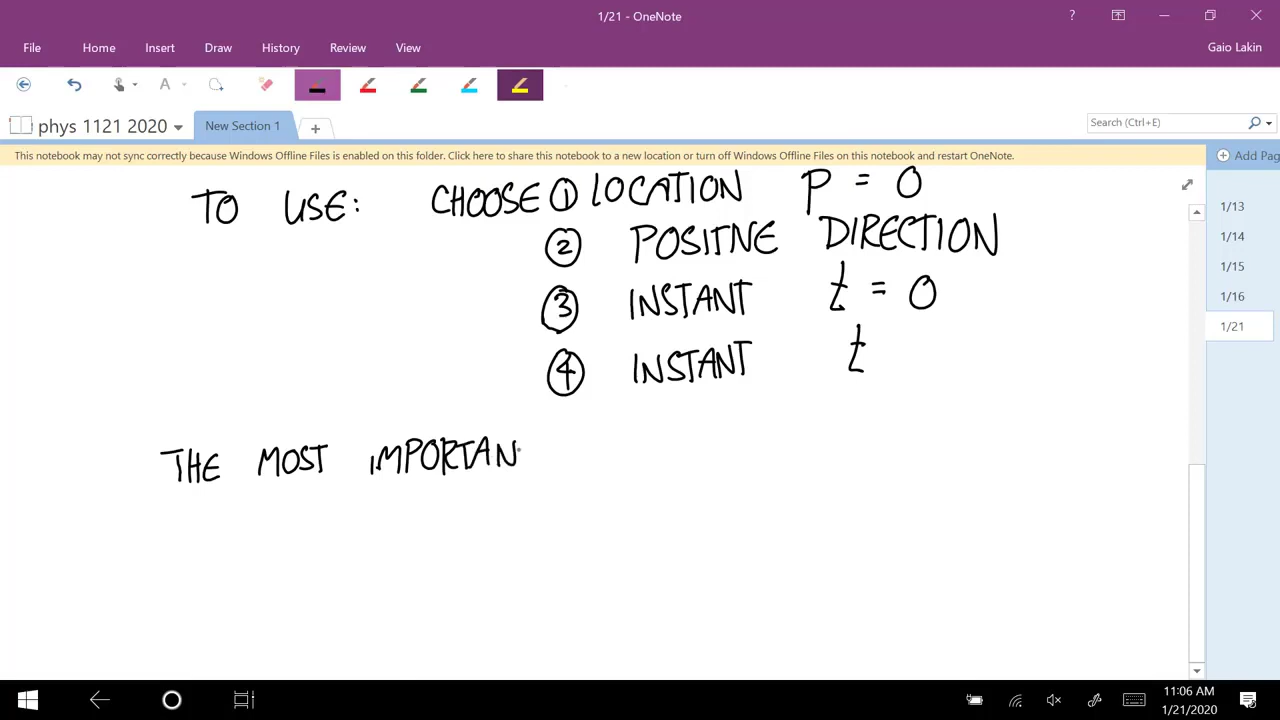 1/21 - OneNote
?
File Home Insert Draw History Review View
Gaio Lakin
A
phys 1121 2020
New Section 1
+
Search (Ctrl+E)
This notebook may not sync correctly because Windows Offline Files is enabled on this folder. Click here to share this notebook to a new location or turn off Windows Offline Files on this notebook and restart OneNote.
Add Pag
1/13
1/14
1/15
1/16
1/21
TO USE: CHOOSE ① LOCATION P = 0
② POSITIVE DIRECTION
③ INSTANT t = 0
④ INSTANT t
THE MOST IMPORTAN
11:06 AM
1/21/2020